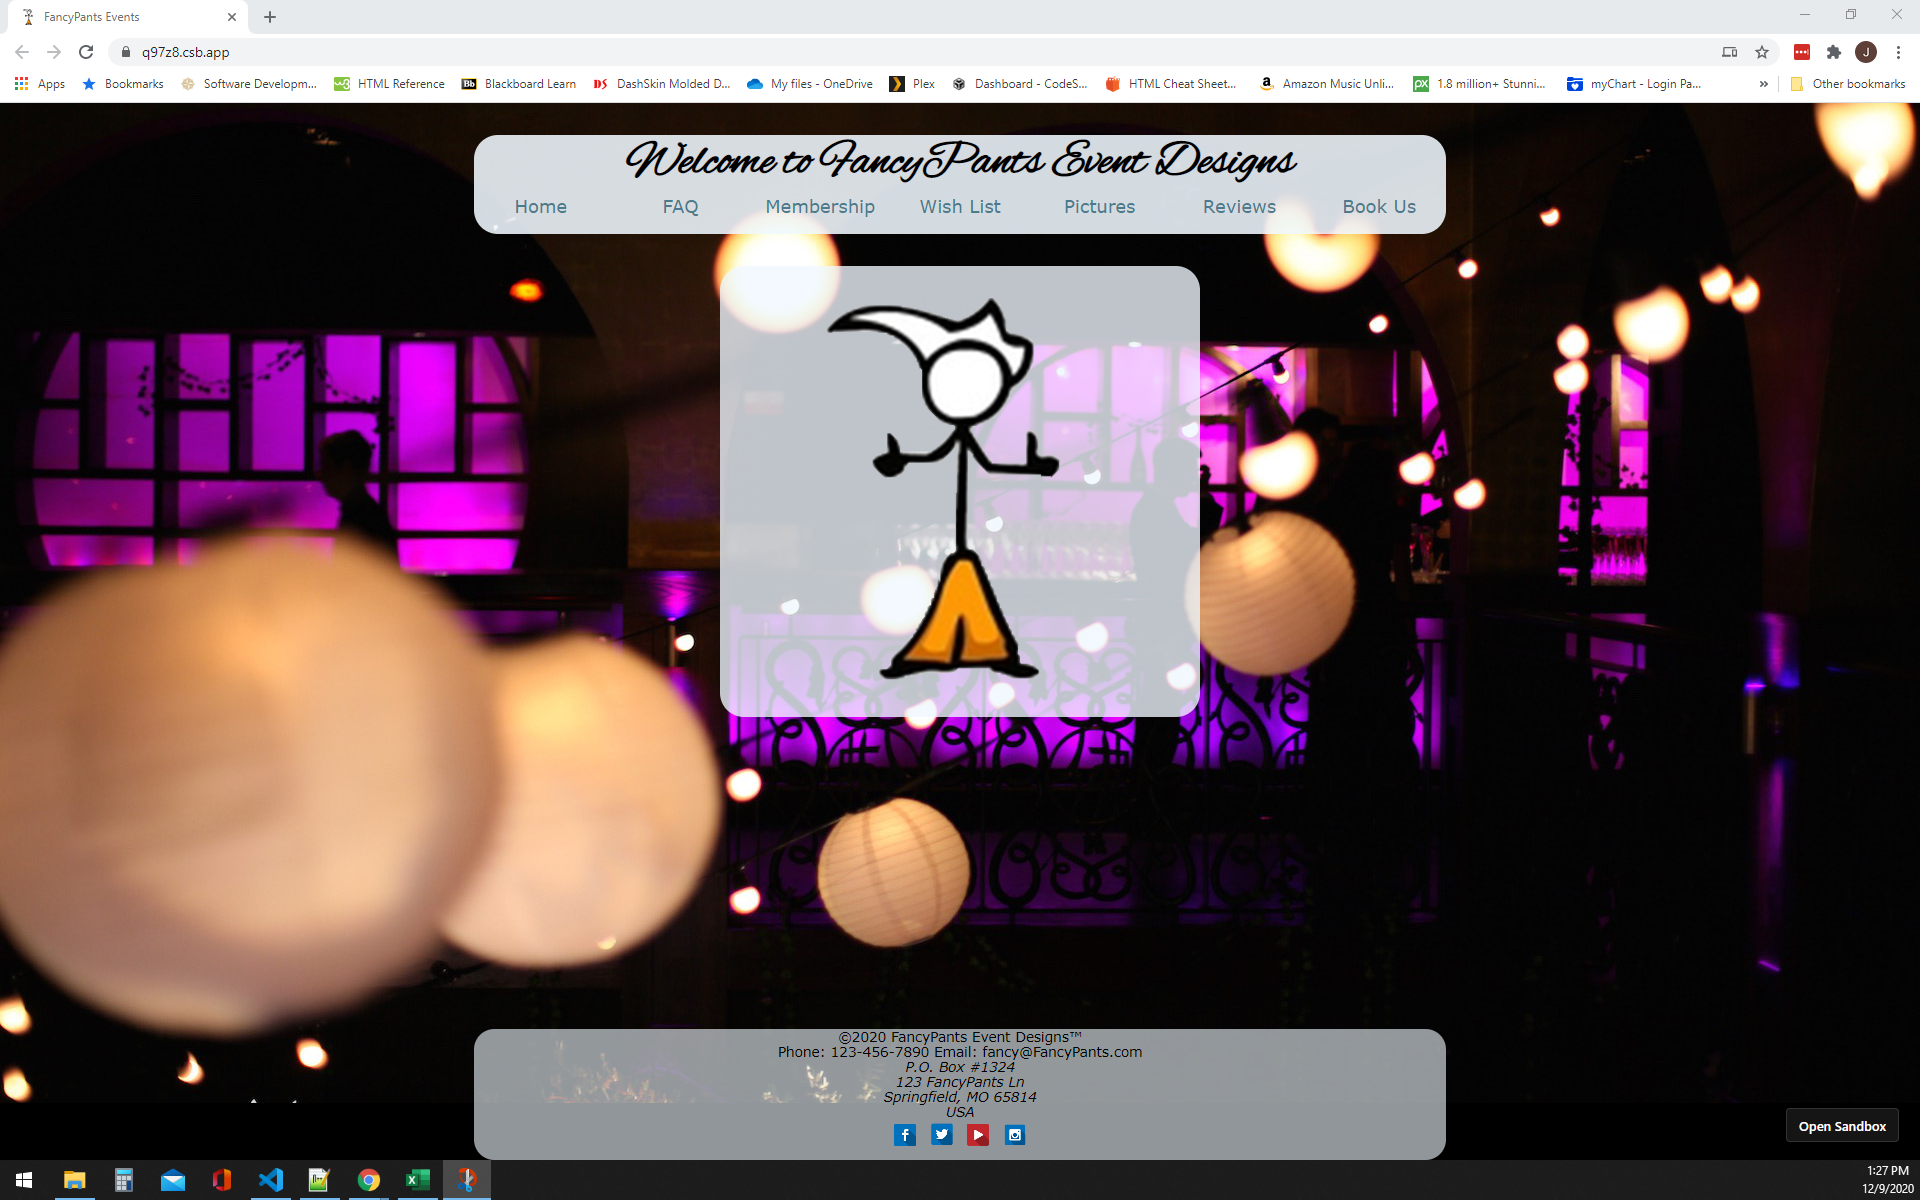 FancyPants Events
q97z8.csb.app
J
Apps Bookmarks Software Developm... HTML Reference Bb Blackboard Learn DS DashSkin Molded D... My files - OneDrive Plex Dashboard - CodeS... HTML Cheat Sheet... a Amazon Music Unli... px 1.8 million+ Stunni... myChart - Login Pa... » Other bookmarks
Welcome to FancyPants Event Designs
Home FAQ Membership Wish List Pictures Reviews Book Us
©2020 FancyPants Event Designs™
Phone: 123-456-7890 Email: fancy@FancyPants.com
P.O. Box #1324
123 FancyPants Ln
Springfield, MO 65814
USA
Open Sandbox
1:27 PM
12/9/2020